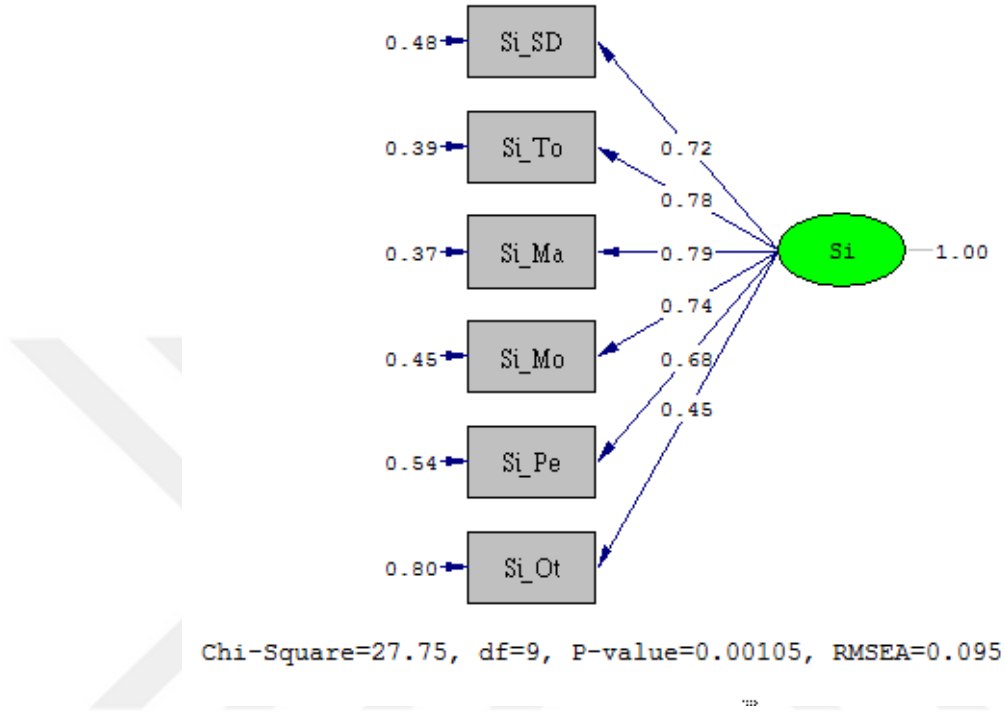 0.48 Si_SD
0.39 Si_To 0.72
0.78
0.37 Si_Ma 0.79 Si 1.00
0.74
0.45 Si_Mo 0.68
0.45
0.54 Si_Pe
0.80 Si_Ot
Chi-Square=27.75, df=9, P-value=0.00105, RMSEA=0.095